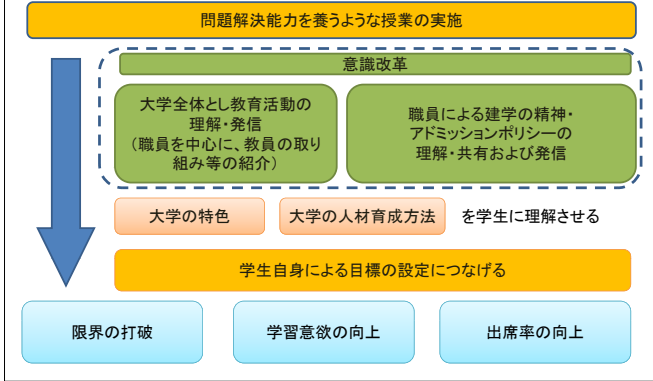 問題解決能力を養うような授業の実施
意識改革
大学全体とし教育活動の
理解・発信
(職員を中心に、教員の取り
組み等の紹介)
職員による建学の精神・
アドミッションポリシーの
理解・共有および発信
大学の特色
大学の人材育成方法
を学生に理解させる
学生自身による目標の設定につなげる
限界の打破
学習意欲の向上
出席率の向上